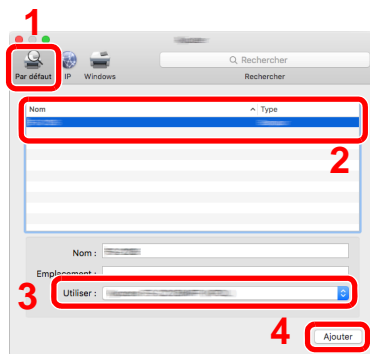 1
Rechercher
Par défaut IP Windows Rechercher
Nom Type
2
Nom :
Emplacement :
3 Utiliser :
4 Ajouter